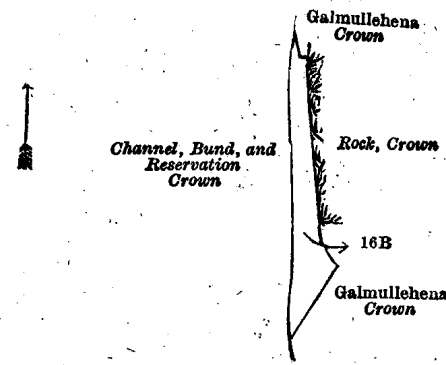 Galmullehena
Crown
Channel, Bund, and
Reservation
Crown
Rock, Crown
16B
Galmullehena
Crown